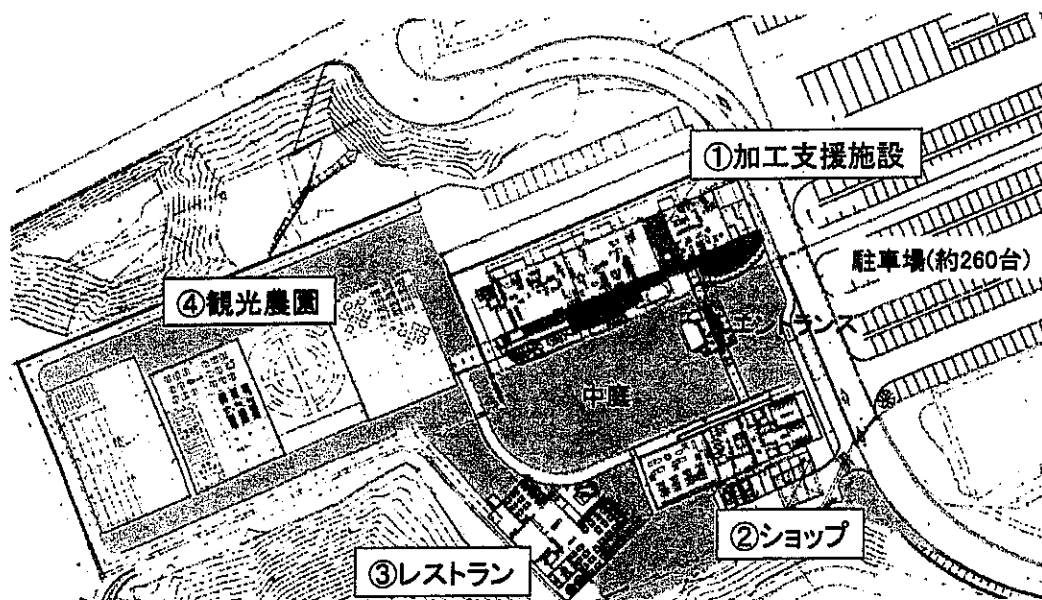 ①加工支援施設
駐車場(約260台)
④観光農園
エントランス
中庭
②ショップ
③レストラン